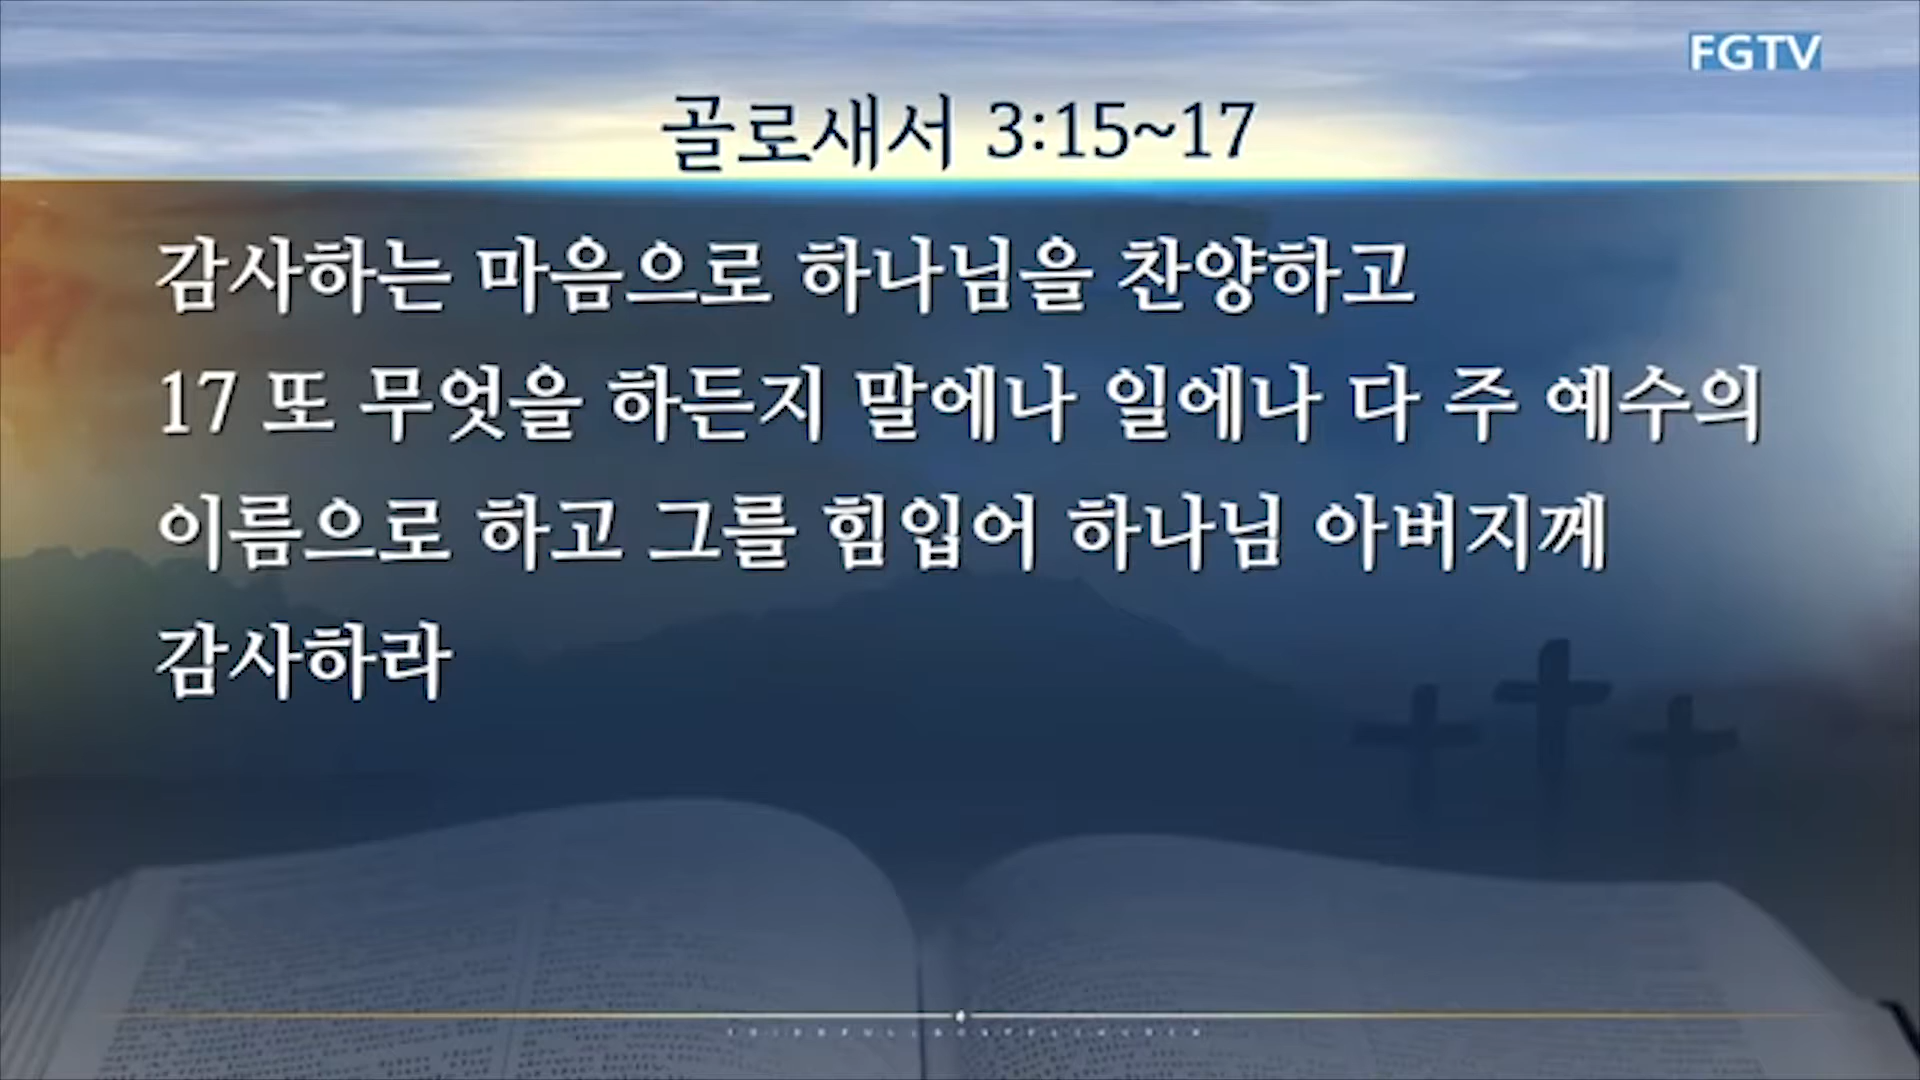 FGTV
골로새서 3:15~17
감사하는 마음으로 하나님을 찬양하고
17 또 무엇을 하든지 말에나 일에나 다 주 예수의
이름으로 하고 그를 힘입어 하나님 아버지께
감사하라